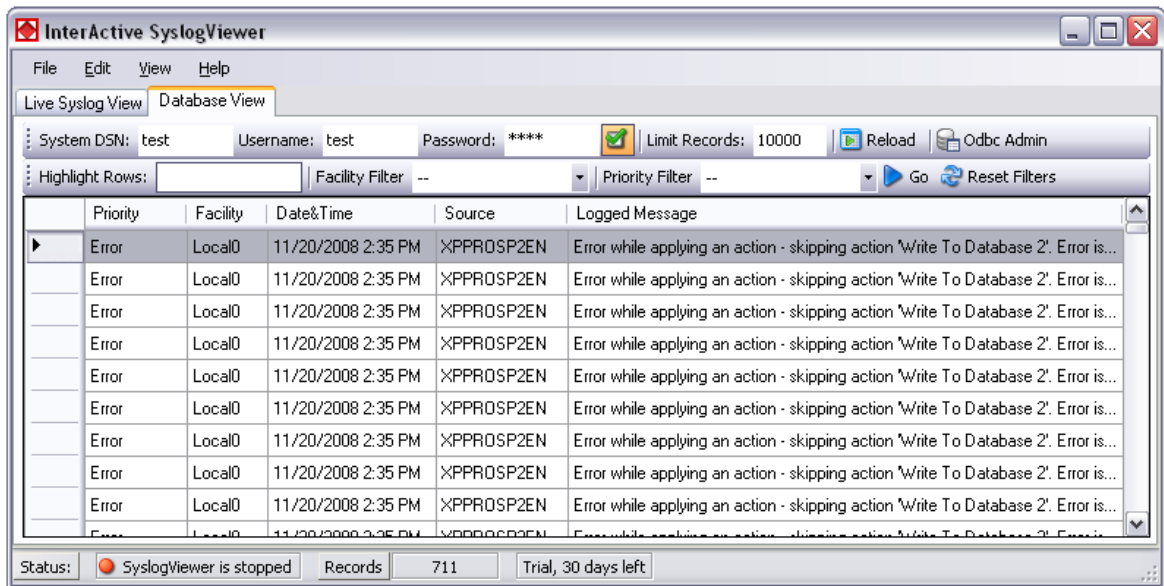 InterActive SyslogViewer
File Edit View Help
Live Syslog View Database View
System DSN: test Username: test Password: **** Limit Records: 10000 Reload Odbc Admin
Highlight Rows: Facility Filter -- Priority Filter -- Go Reset Filters
Priority Facility Date&Time Source Logged Message
Error Local0 11/20/2008 2:35 PM XPPROSP2EN Error while applying an action - skipping action 'Write To Database 2'. Error is...
Error Local0 11/20/2008 2:35 PM XPPROSP2EN Error while applying an action - skipping action 'Write To Database 2'. Error is...
Error Local0 11/20/2008 2:35 PM XPPROSP2EN Error while applying an action - skipping action 'Write To Database 2'. Error is...
Error Local0 11/20/2008 2:35 PM XPPROSP2EN Error while applying an action - skipping action 'Write To Database 2'. Error is...
Error Local0 11/20/2008 2:35 PM XPPROSP2EN Error while applying an action - skipping action 'Write To Database 2'. Error is...
Error Local0 11/20/2008 2:35 PM XPPROSP2EN Error while applying an action - skipping action 'Write To Database 2'. Error is...
Error Local0 11/20/2008 2:35 PM XPPROSP2EN Error while applying an action - skipping action 'Write To Database 2'. Error is...
Error Local0 11/20/2008 2:35 PM XPPROSP2EN Error while applying an action - skipping action 'Write To Database 2'. Error is...
Error Local0 11/20/2008 2:35 PM XPPROSP2EN Error while applying an action - skipping action 'Write To Database 2'. Error is...
Status: SyslogViewer is stopped Records 711 Trial, 30 days left